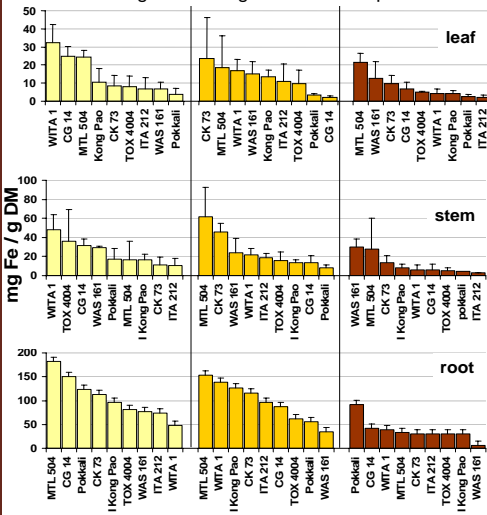 50
40
30
20
10
0
leaf
WITA 1
CG 14
MTL 504
Kong Pao
CK 73
TOX 4004
ITA 212
WAS 161
Pokkali
CK 73
MTL 504
WITA 1
WAS 161
Kong Pao
ITA 212
TOX 4004
Pokkali
CG 14
MTL 504
WAS 161
CK 73
CG 14
TOX 4004
WITA 1
Kong Pao
Pokkali
ITA 212
mg Fe / g DM
100
80
60
40
20
0
stem
WITA 1
TOX 4004
CG 14
WAS 161
Pokkali
MTL 504
I Kong Pao
CK 73
ITA 212
MTL 504
CK 73
WAS 161
WITA 1
ITA 212
TOX 4004
I Kong Pao
CG 14
Pokkali
WAS 161
MTL 504
CK 73
I Kong Pao
WITA 1
CG 14
TOX 4004
pokkali
ITA 212
200
150
100
50
0
root
MTL 504
CG 14
Pokkali
CK 73
I Kong Pao
TOX 4004
WAS 161
ITA 212
WITA 1
MTL 504
WITA 1
I Kong Pao
CK 73
ITA 212
CG 14
TOX 4004
Pokkali
WAS 161
Pokkali
CG 14
WITA 1
MTL 504
CK 73
ITA 212
TOX 4004
I Kong Pao
WAS 161